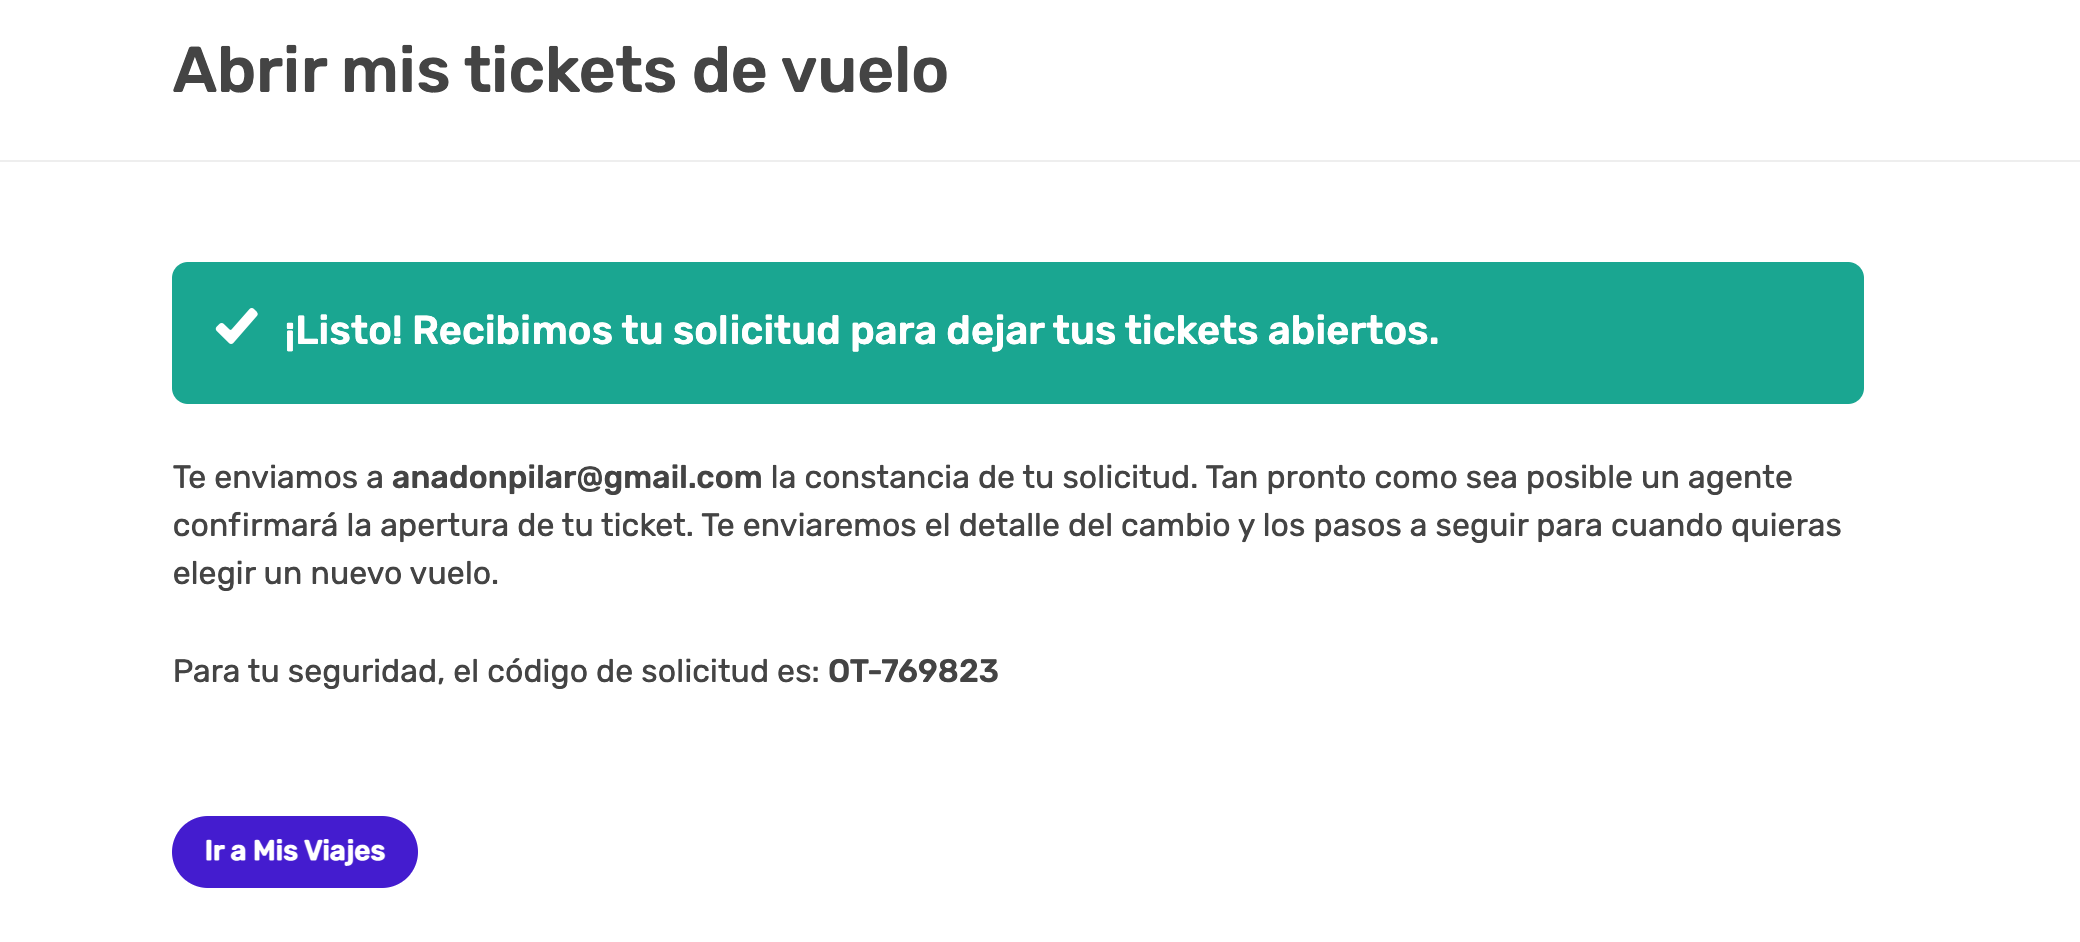 Abrir mis tickets de vuelo
¡Listo! Recibimos tu solicitud para dejar tus tickets abiertos.
Te enviamos a anadonpilar@gmail.com la constancia de tu solicitud. Tan pronto como sea posible un agente
confirmará la apertura de tu ticket. Te enviaremos el detalle del cambio y los pasos a seguir para cuando quieras
elegir un nuevo vuelo.
Para tu seguridad, el código de solicitud es: OT-769823
Ir a Mis Viajes